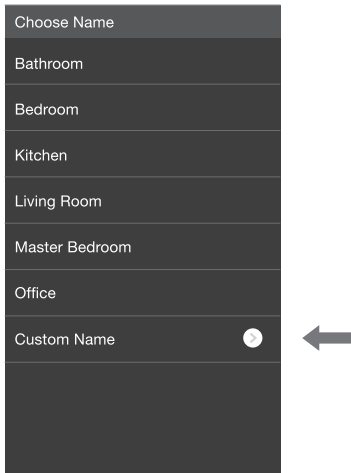 Choose Name
Bathroom
Bedroom
Kitchen
Living Room
Master Bedroom
Office
Custom Name